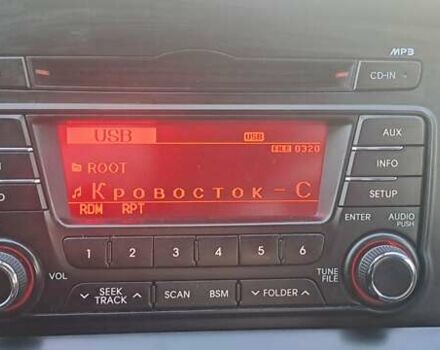 MP3
CD-IN
USB
USB
FILE 0320
ROOT
Кровосток - С
RDM RPT
AUX
INFO
SETUP
ENTER AUDIO
PUSH
1 2 3 4 5 6
VOL
SEEK
TRACK
SCAN
BSM
FOLDER
TUNE
FILE